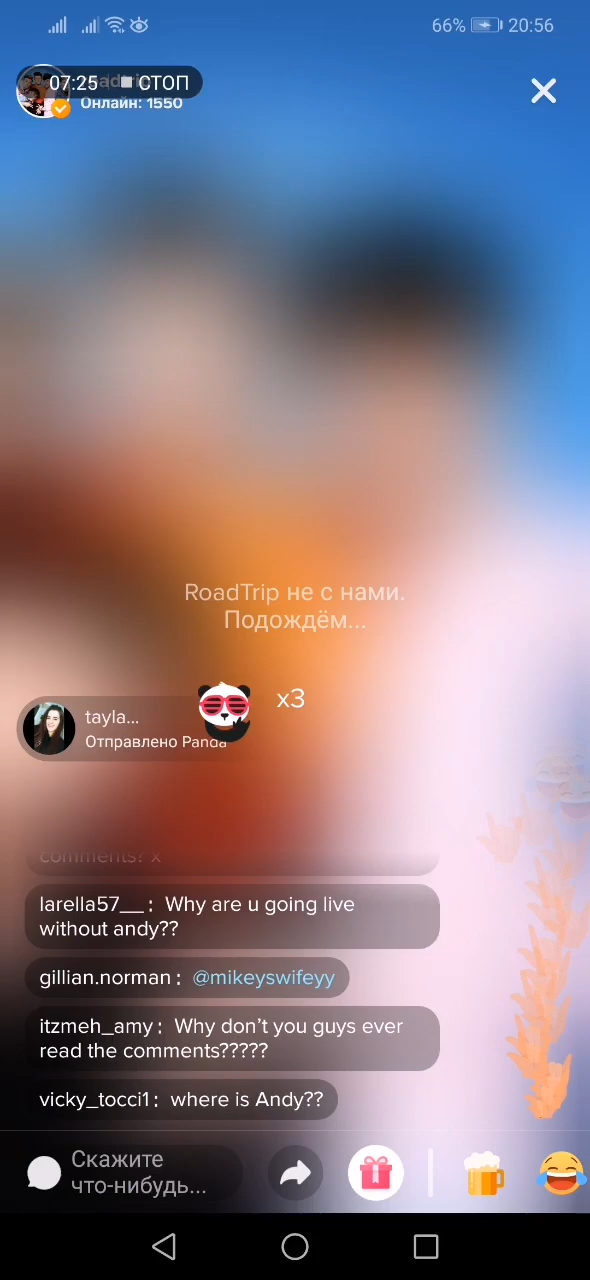 66% 20:56
07:25 СТОП
Онлайн: 1550
RoadTrip не с нами.
Подождём...
x3
tayla...
Отправлено Panda
comments? x
larella57__: Why are u going live
without andy??
gillian.norman: @mikeyswifeyy
itzmeh_amy: Why don't you guys ever
read the comments?????
vicky_tocci1: where is Andy??
Скажите
что-нибудь...